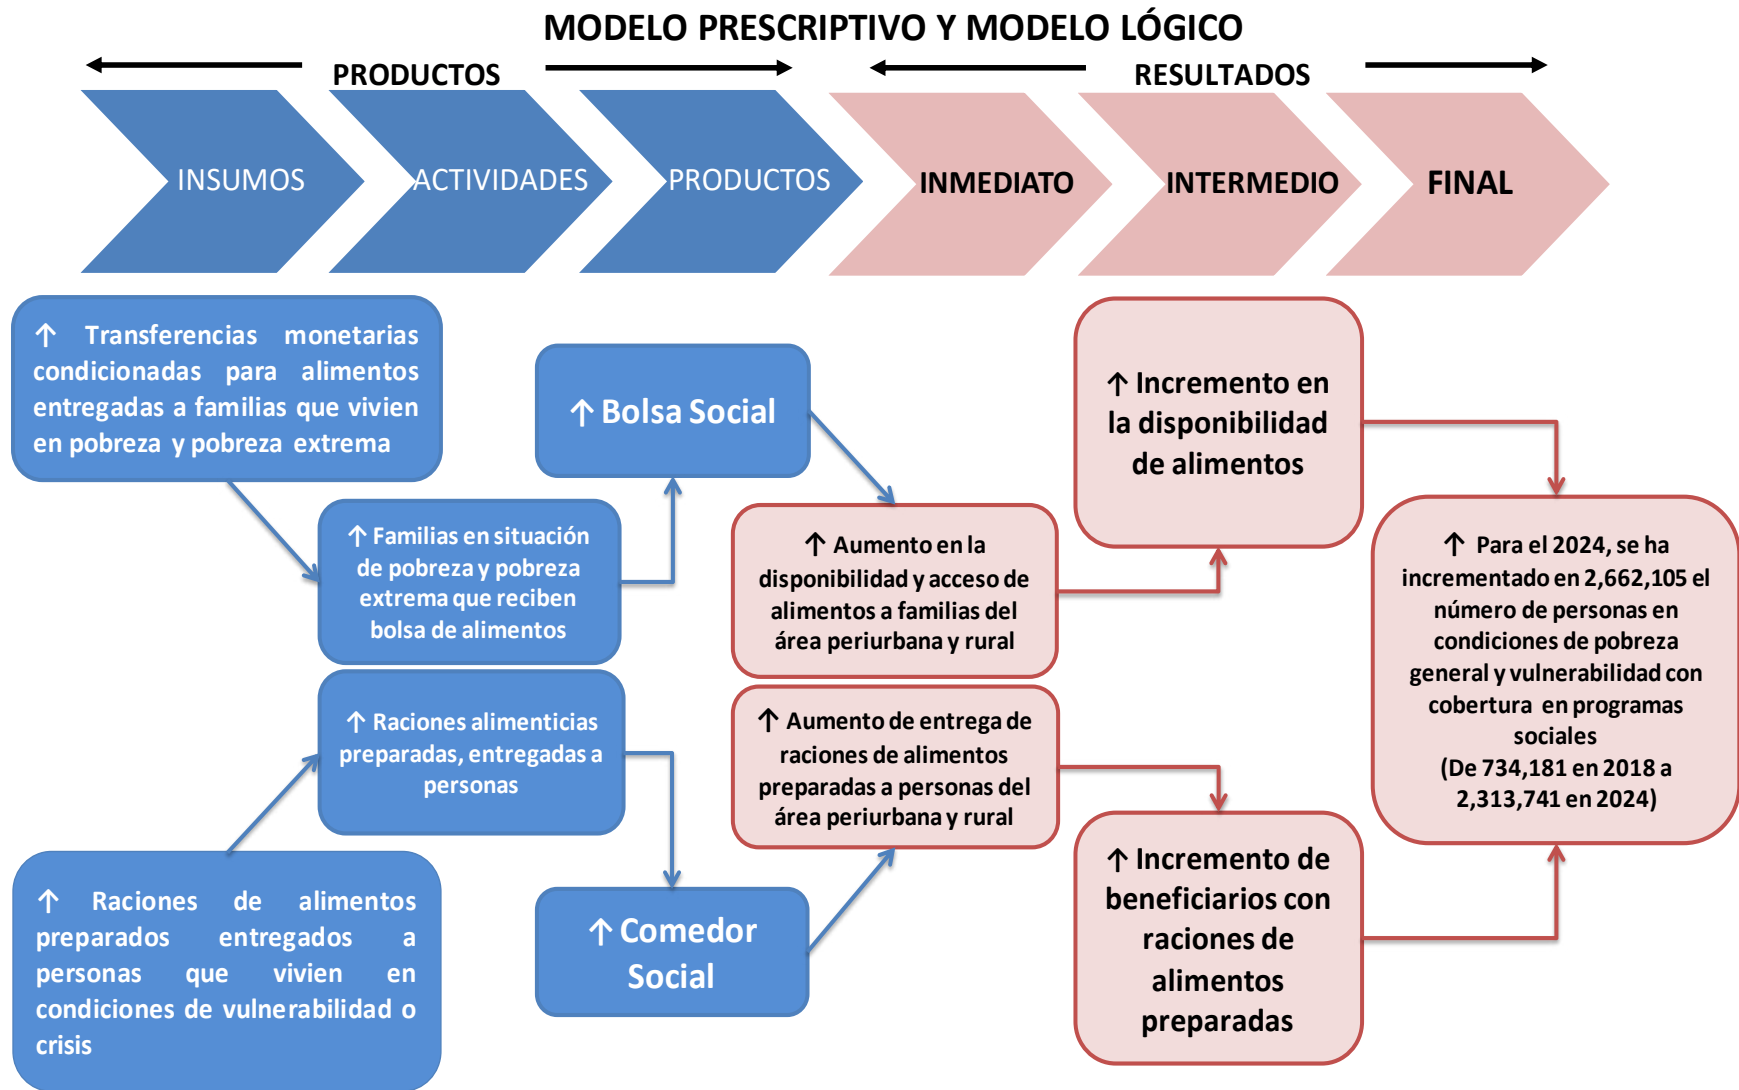 MODELO PRESCRIPTIVO Y MODELO LÓGICO
PRODUCTOS
RESULTADOS
INSUMOS
ACTIVIDADES
PRODUCTOS
INMEDIATO
INTERMEDIO
FINAL
↑ Transferencias monetarias
condicionadas para alimentos
entregadas a familias que vivien
en pobreza y pobreza extrema
↑ Familias en situación
de pobreza y pobreza
extrema que reciben
bolsa de alimentos
↑ Bolsa Social
↑ Aumento en la
disponibilidad y acceso de
alimentos a familias del
área periurbana y rural
↑ Incremento en
la disponibilidad
de alimentos
↑ Para el 2024, se ha
incrementado en 2,662,105 el
número de personas en
condiciones de pobreza
general y vulnerabilidad con
cobertura en programas
sociales
(De 734,181 en 2018 a
2,313,741 en 2024)
↑ Raciones de alimentos
preparados entregados a
personas que vivien en
condiciones de vulnerabilidad o
crisis
↑ Raciones alimenticias
preparadas, entregadas a
personas
↑ Comedor
Social
↑ Aumento de entrega de
raciones de alimentos
preparadas a personas del
área periurbana y rural
↑ Incremento de
beneficiarios con
raciones de
alimentos
preparadas